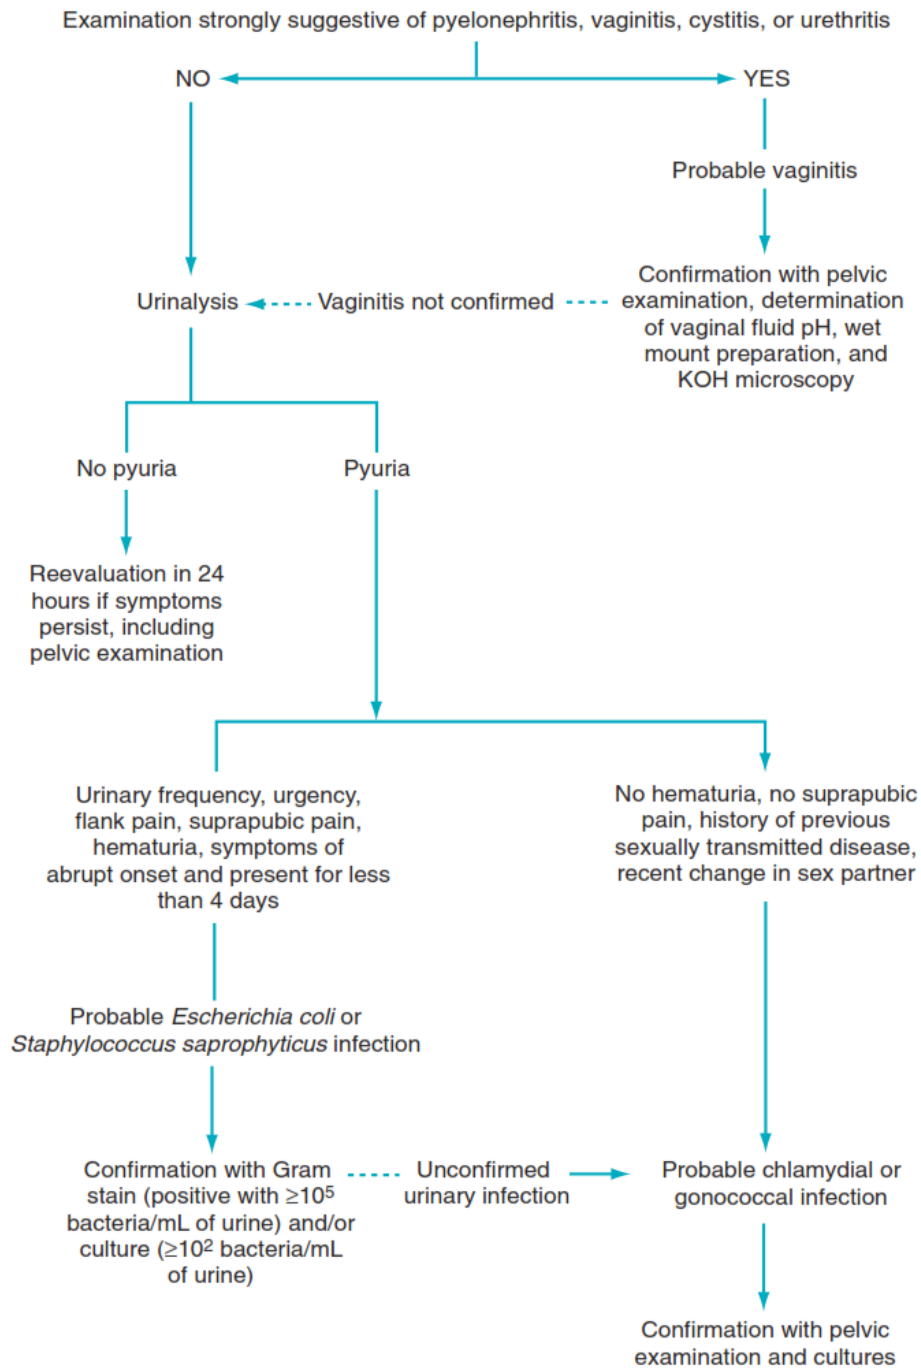 Examination strongly suggestive of pyelonephritis, vaginitis, cystitis, or urethritis
NO
YES
Probable vaginitis
Confirmation with pelvic
examination, determination
of vaginal fluid pH, wet
mount preparation, and
KOH microscopy
Vaginitis not confirmed
Urinalysis
No pyuria
Pyuria
Reevaluation in 24
hours if symptoms
persist, including
pelvic examination
Urinary frequency, urgency,
flank pain, suprapubic pain,
hematuria, symptoms of
abrupt onset and present for less
than 4 days
No hematuria, no suprapubic
pain, history of previous
sexually transmitted disease,
recent change in sex partner
Probable Escherichia coli or
Staphylococcus saprophyticus infection
Confirmation with Gram
stain (positive with ≥10⁵
bacteria/mL of urine) and/or
culture (≥10² bacteria/mL
of urine)
Unconfirmed
urinary infection
Probable chlamydial or
gonococcal infection
Confirmation with pelvic
examination and cultures